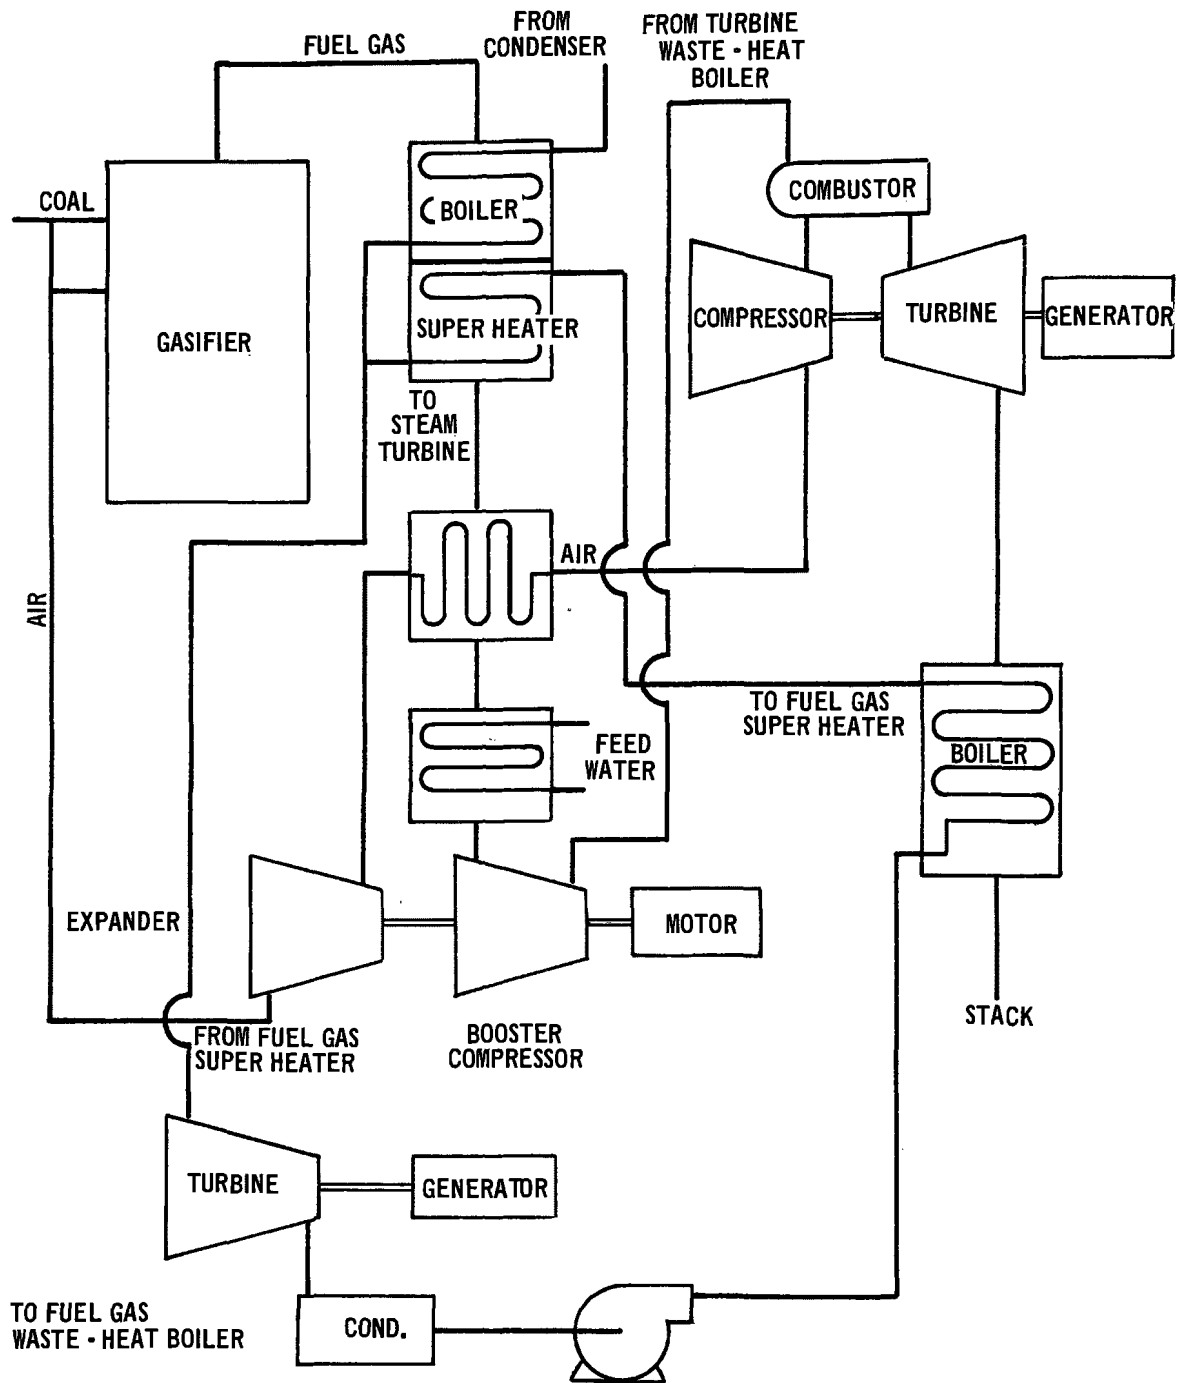 FROM
CONDENSER
FUEL GAS
FROM TURBINE
WASTE - HEAT
BOILER
COAL
BOILER
COMBUSTOR
SUPER HEATER
GASIFIER
COMPRESSOR
TURBINE
GENERATOR
TO
STEAM
TURBINE
AIR
AIR
TO FUEL GAS
SUPER HEATER
FEED
WATER
BOILER
EXPANDER
MOTOR
STACK
FROM FUEL GAS
SUPER HEATER
BOOSTER
COMPRESSOR
TURBINE
GENERATOR
TO FUEL GAS
WASTE - HEAT BOILER
COND.